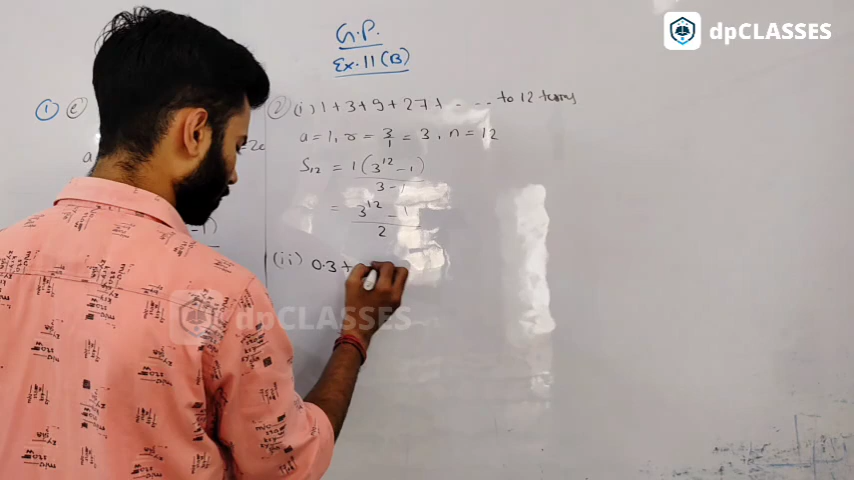 dpCLASSES
G.P.
Ex.11(B)
① ②
(i) 1+3+9+27+ - - - to 12 terms
a=1, r = 3/1 = 3, n=12
S12 = 1(3^12 - 1) / 3-1
= 3^12 - 1 / 2
(ii) 0.3+
dpCLASSES